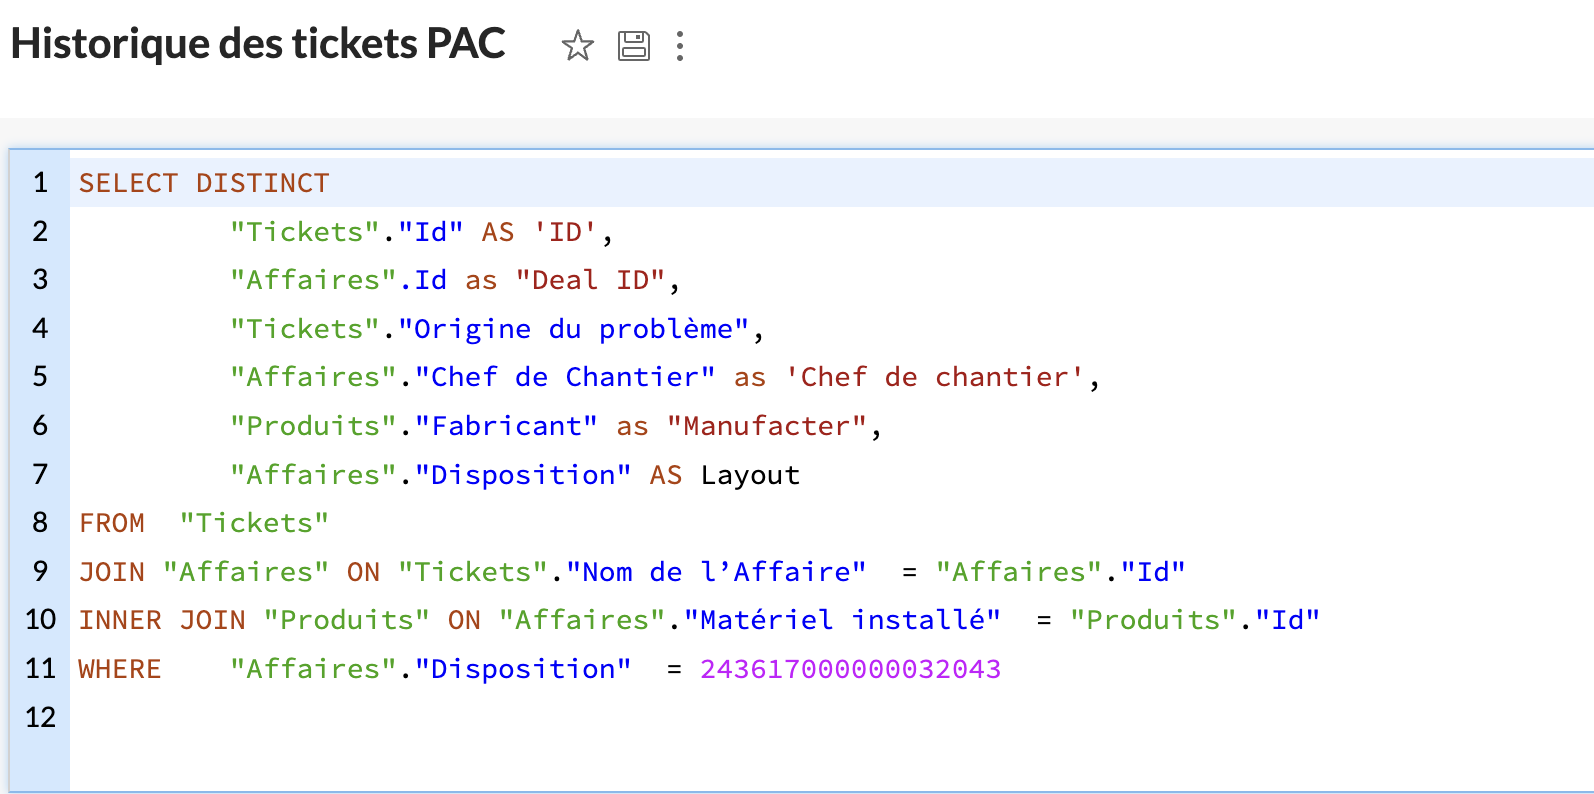 Historique des tickets PAC
1 SELECT DISTINCT
2 "Tickets"."Id" AS 'ID',
3 "Affaires".Id as "Deal ID",
4 "Tickets"."Origine du problème",
5 "Affaires"."Chef de Chantier" as 'Chef de chantier',
6 "Produits"."Fabricant" as "Manufacter",
7 "Affaires"."Disposition" AS Layout
8 FROM  "Tickets"
9 JOIN "Affaires" ON "Tickets"."Nom de l’Affaire"  = "Affaires"."Id"
10 INNER JOIN "Produits" ON "Affaires"."Matériel installé"  = "Produits"."Id"
11 WHERE    "Affaires"."Disposition"  = 243617000000032043
12